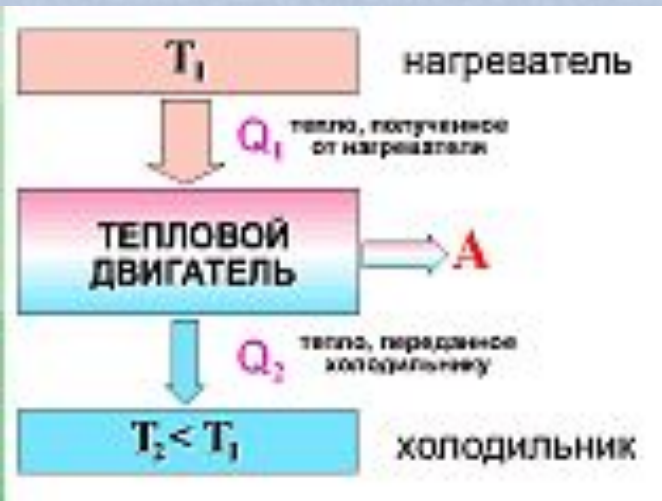 T₁ нагреватель
Q₁ тепло, полученное
от нагревателя
ТЕПЛОВОЙ
ДВИГАТЕЛЬ
A
Q₂ тепло, переданное
холодильнику
T₂ < T₁ холодильник